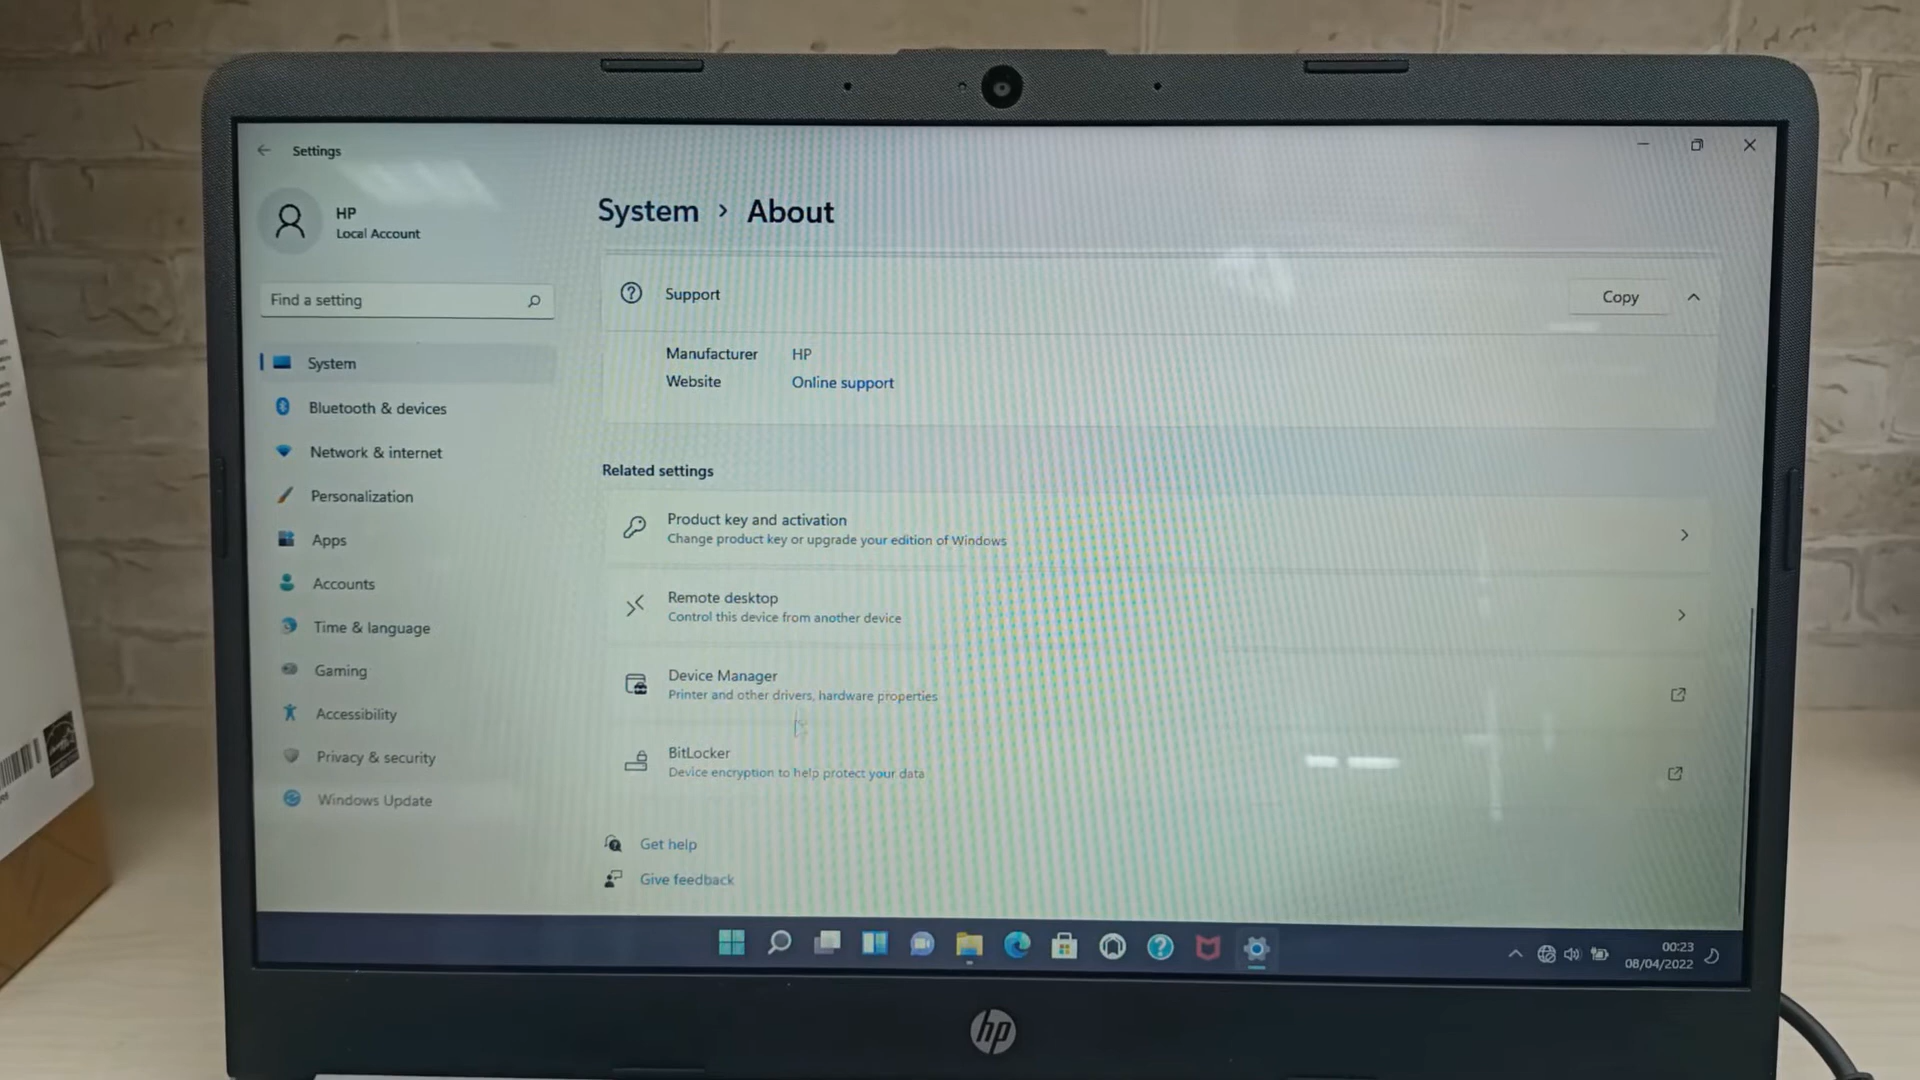 Settings
HP
Local Account
Find a setting
System
Bluetooth & devices
Network & internet
Personalization
Apps
Accounts
Time & language
Gaming
Accessibility
Privacy & security
Windows Update
System > About
Support
Copy
Manufacturer HP
Website Online support
Related settings
Product key and activation
Change product key or upgrade your edition of Windows
Remote desktop
Control this device from another device
Device Manager
Printer and other drivers, hardware properties
BitLocker
Device encryption to help protect your data
Get help
Give feedback
00:23
08/04/2022
hp